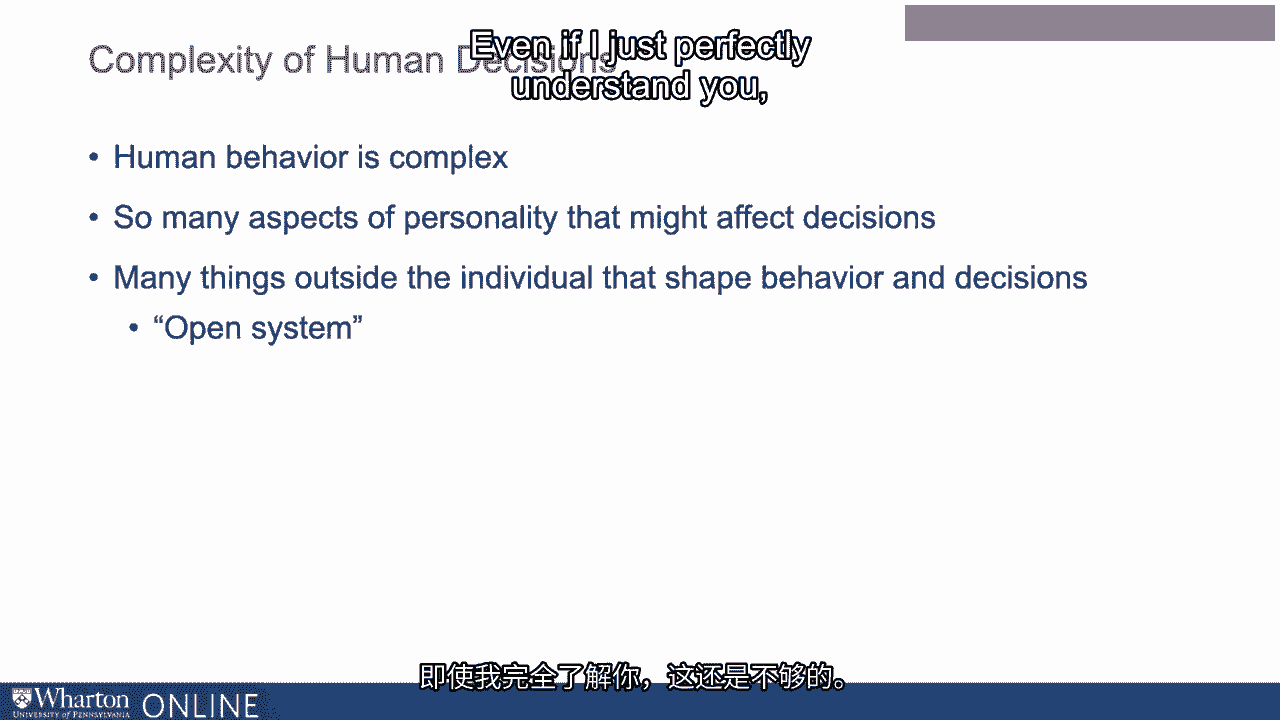 Complexity of Human Decisions
Even if I just perfectly
understand you,
• Human behavior is complex
• So many aspects of personality that might affect decisions
• Many things outside the individual that shape behavior and decisions
• “Open system”
即使我完全了解你，这还是不够的。
Wharton
UNIVERSITY of PENNSYLVANIA
ONLINE